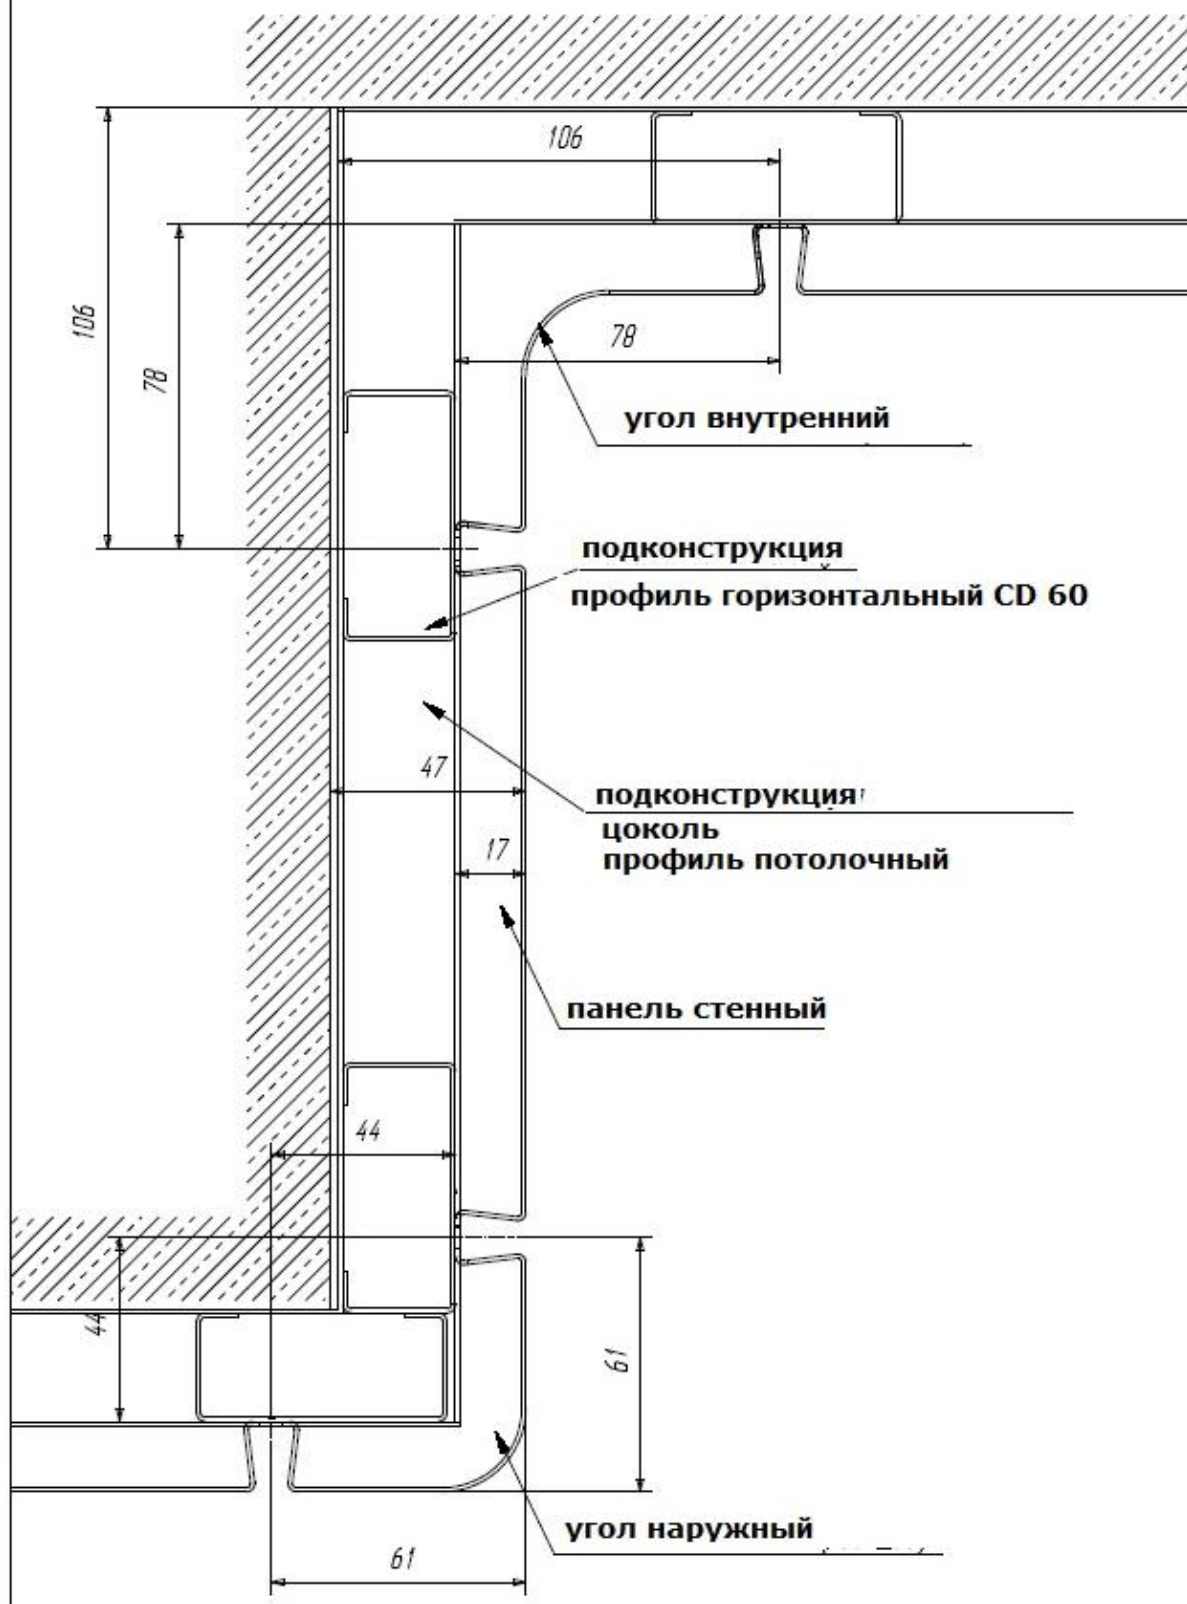 106
106
78
78
угол внутренний
подконструкция
профиль горизонтальный CD 60
47
подконструкция
цоколь
профиль потолочный
17
панель стенный
44
44
61
угол наружный
61